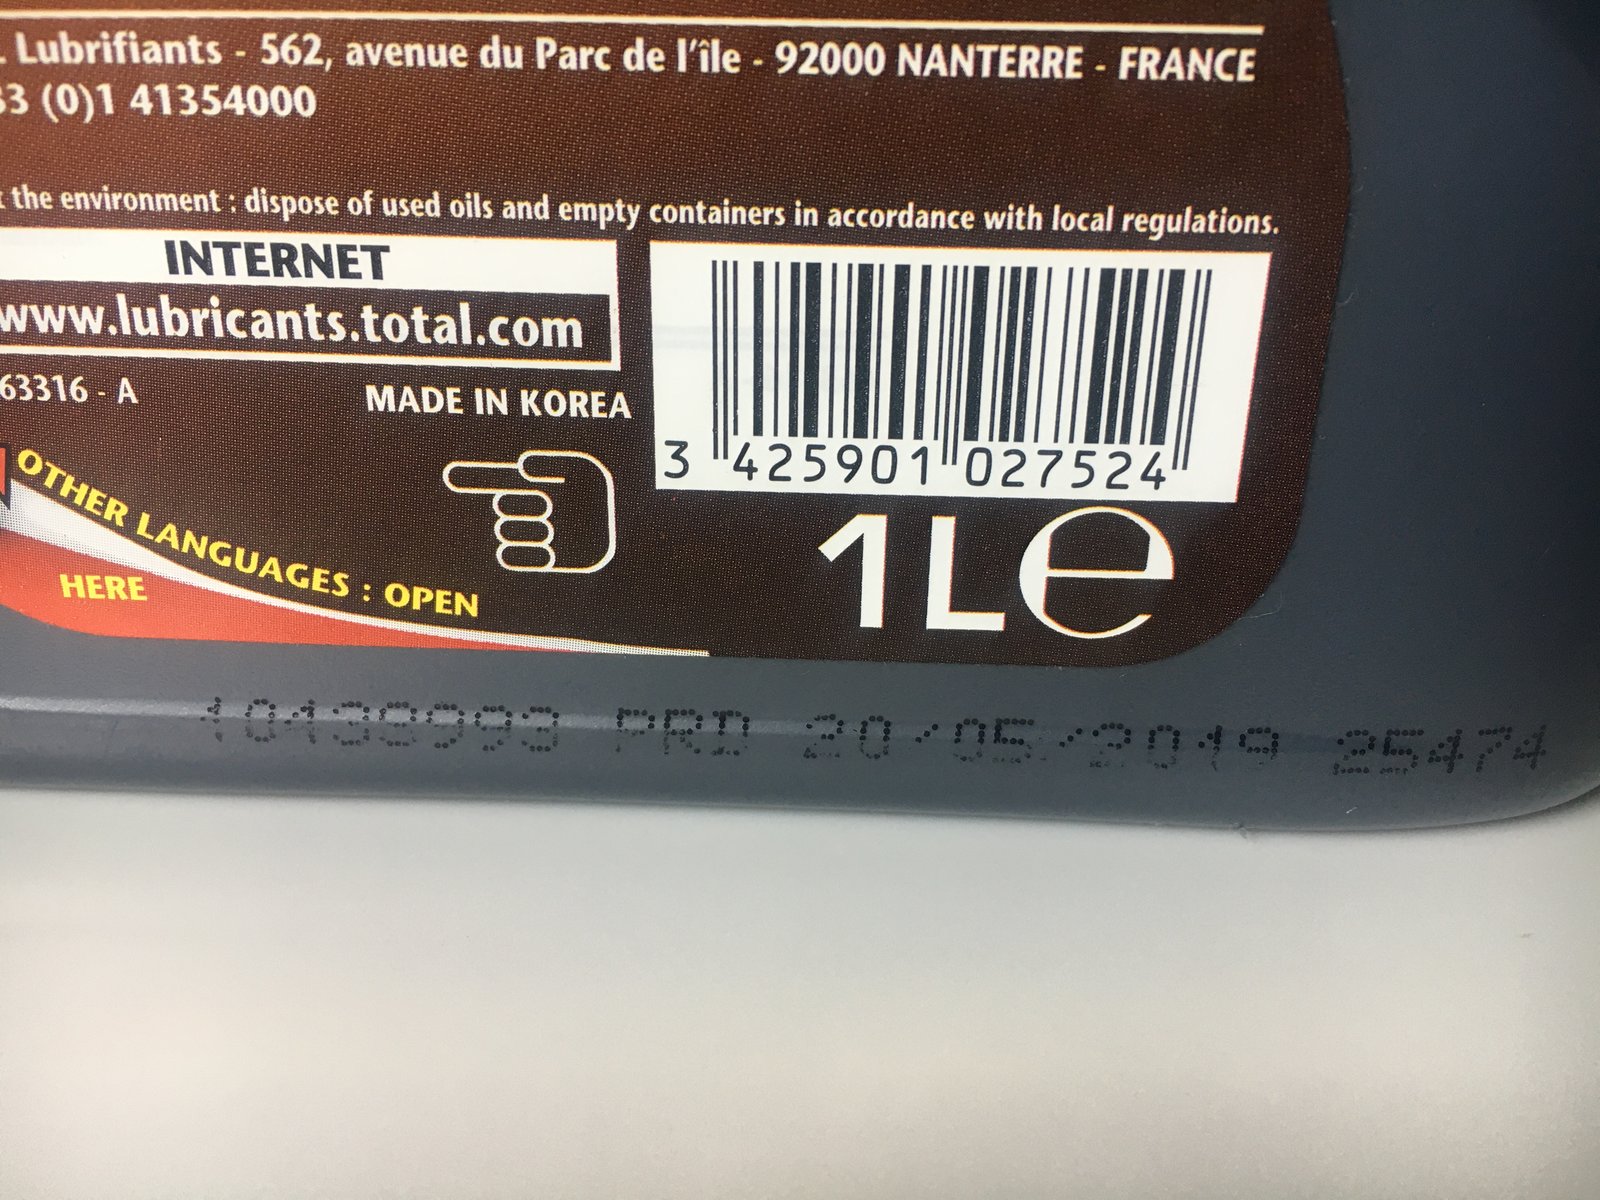 . Lubrifiants - 562, avenue du Parc de l'île - 92000 NANTERRE - FRANCE
33 (0)1 41354000
the environment : dispose of used oils and empty containers in accordance with local regulations.
INTERNET
www.lubricants.total.com
63316 - A
MADE IN KOREA
3 425901 027524
OTHER LANGUAGES : OPEN
HERE
1L℮
PRD 20/05/2019 25474